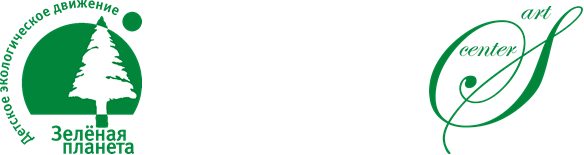 Детское экологическое движение
Зелёная
планета
art
center
S